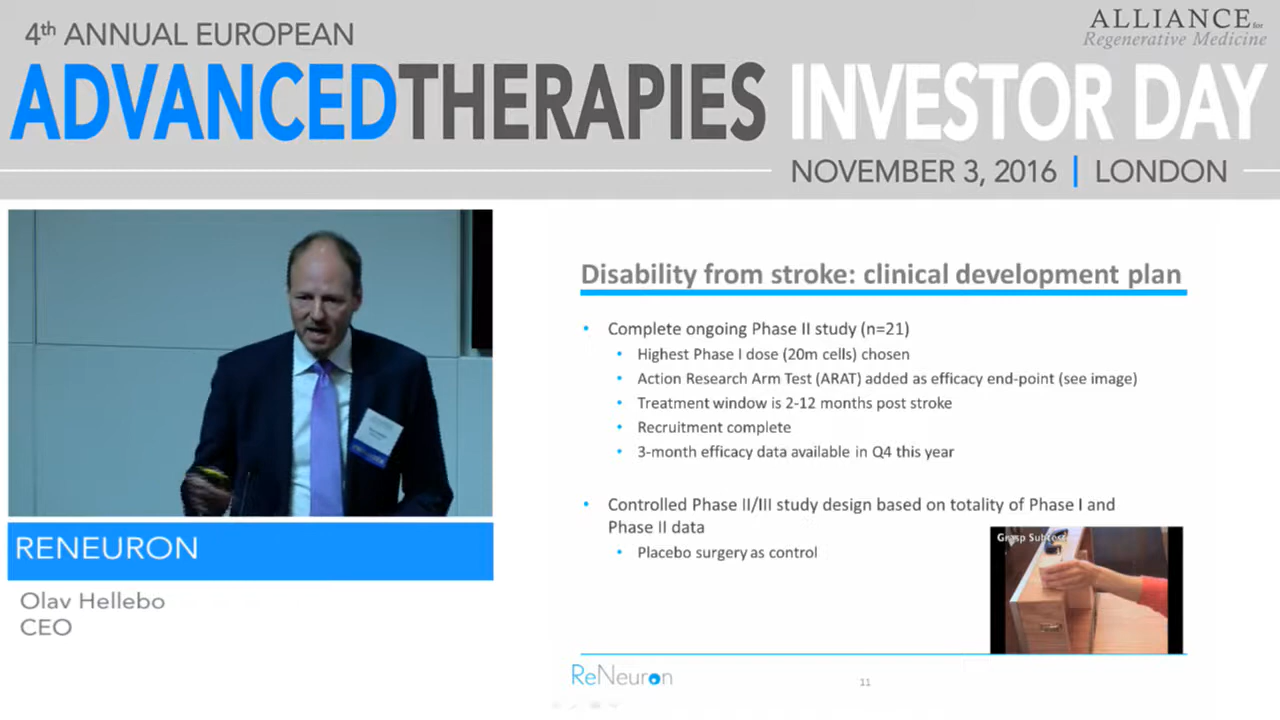 4th ANNUAL EUROPEAN
ALLIANCE for
Regenerative Medicine
ADVANCEDTHERAPIES INVESTOR DAY
NOVEMBER 3, 2016 | LONDON
Disability from stroke: clinical development plan
• Complete ongoing Phase II study (n=21)
• Highest Phase I dose (20m cells) chosen
• Action Research Arm Test (ARAT) added as efficacy end-point (see image)
• Treatment window is 2-12 months post stroke
• Recruitment complete
• 3-month efficacy data available in Q4 this year
• Controlled Phase II/III study design based on totality of Phase I and
Phase II data
• Placebo surgery as control
Grasp Subtest
RENEURON
Olav Hellebo
CEO
ReNeuron
11